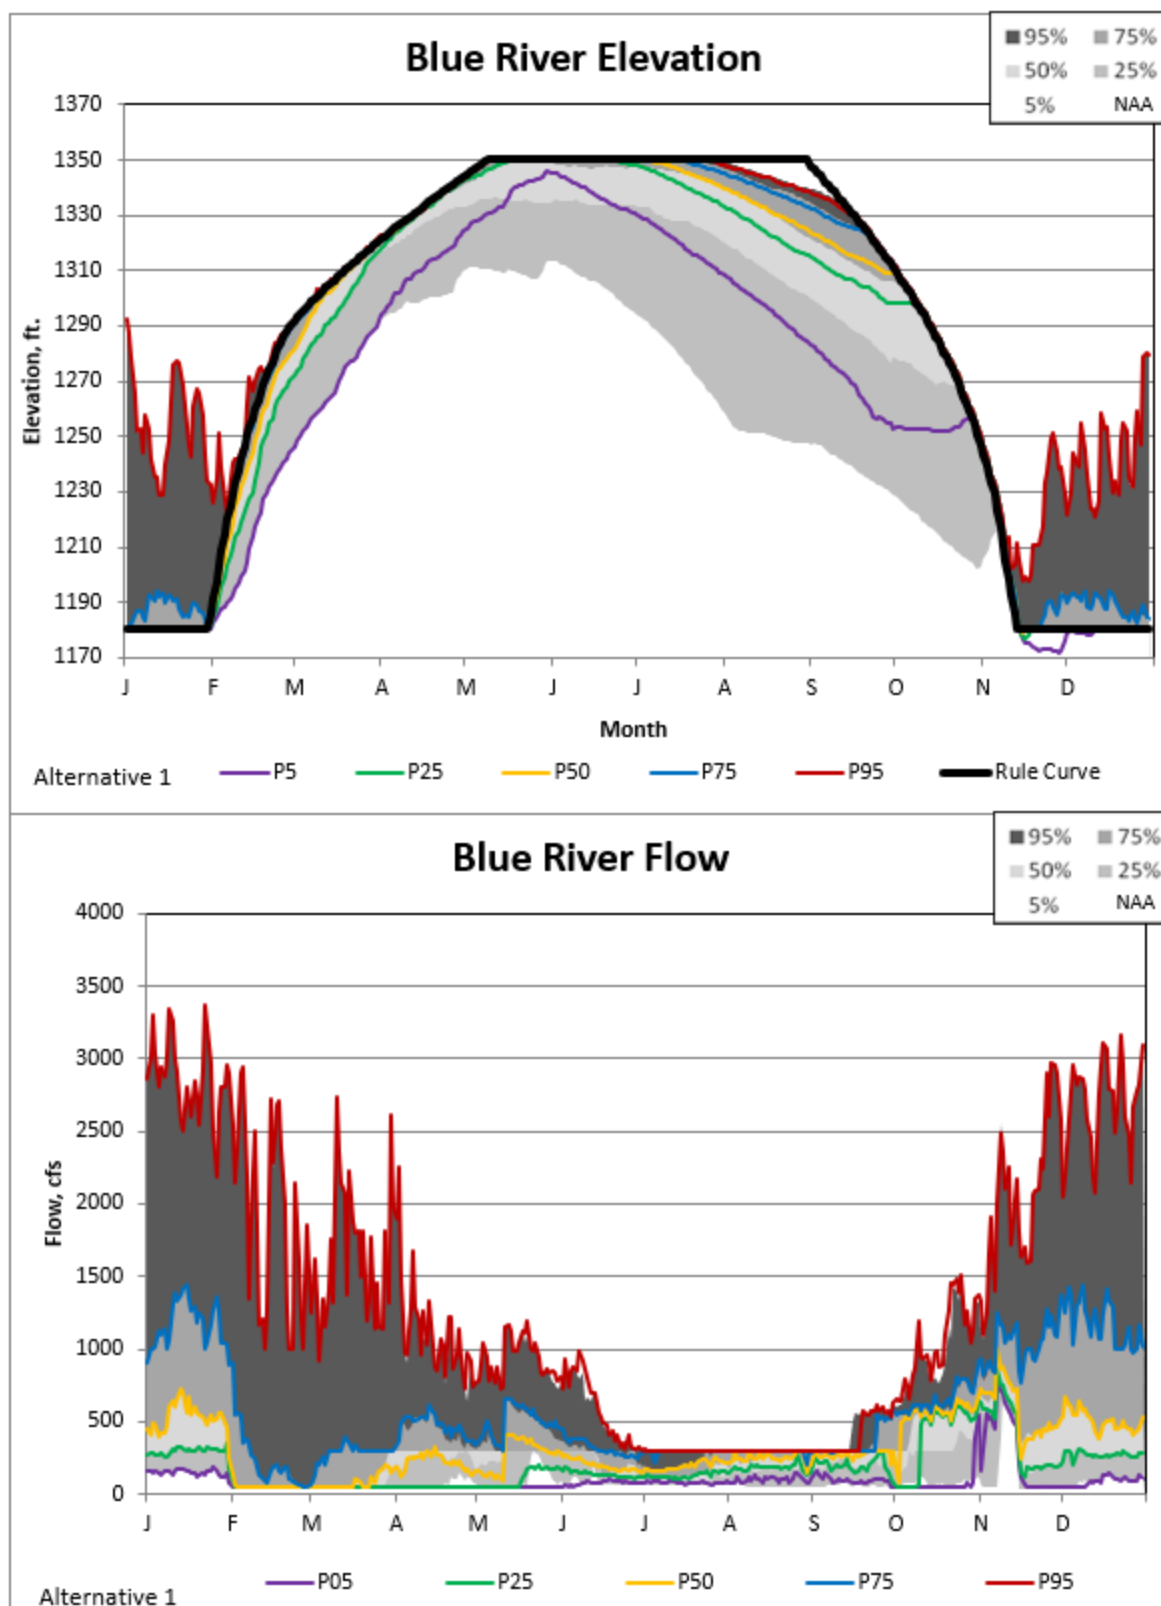 Blue River Elevation
95% 75%
50% 25%
5% NAA
1370
1350
1330
1310
1290
1270
1250
1230
1210
1190
1170
Elevation, ft.
J F M A M J J A S O N D
Month
Alternative 1 P5 P25 P50 P75 P95 Rule Curve
Blue River Flow
95% 75%
50% 25%
5% NAA
4000
3500
3000
2500
2000
1500
1000
500
0
Flow, cfs
J F M A M J J A S O N D
Alternative 1 P05 P25 P50 P75 P95